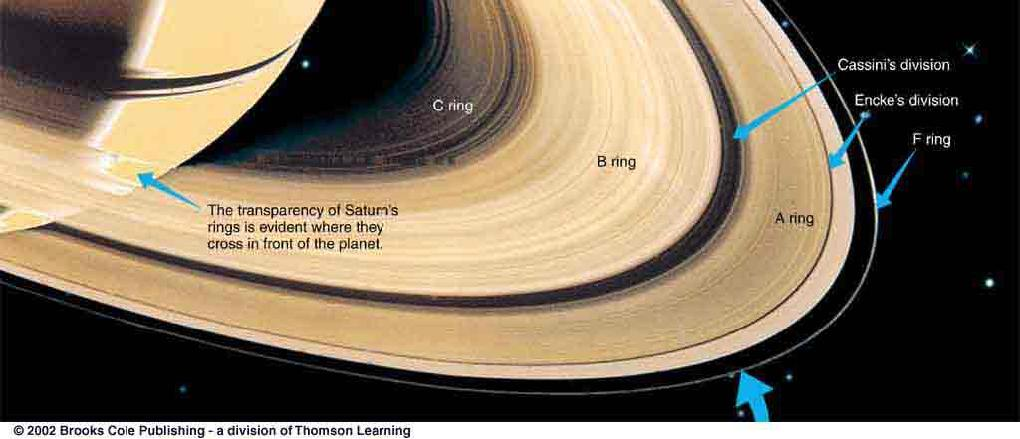 Cassini's division
Encke's division
C ring
F ring
B ring
The transparency of Saturn's
rings is evident where they
cross in front of the planet.
A ring
© 2002 Brooks Cole Publishing - a division of Thomson Learning